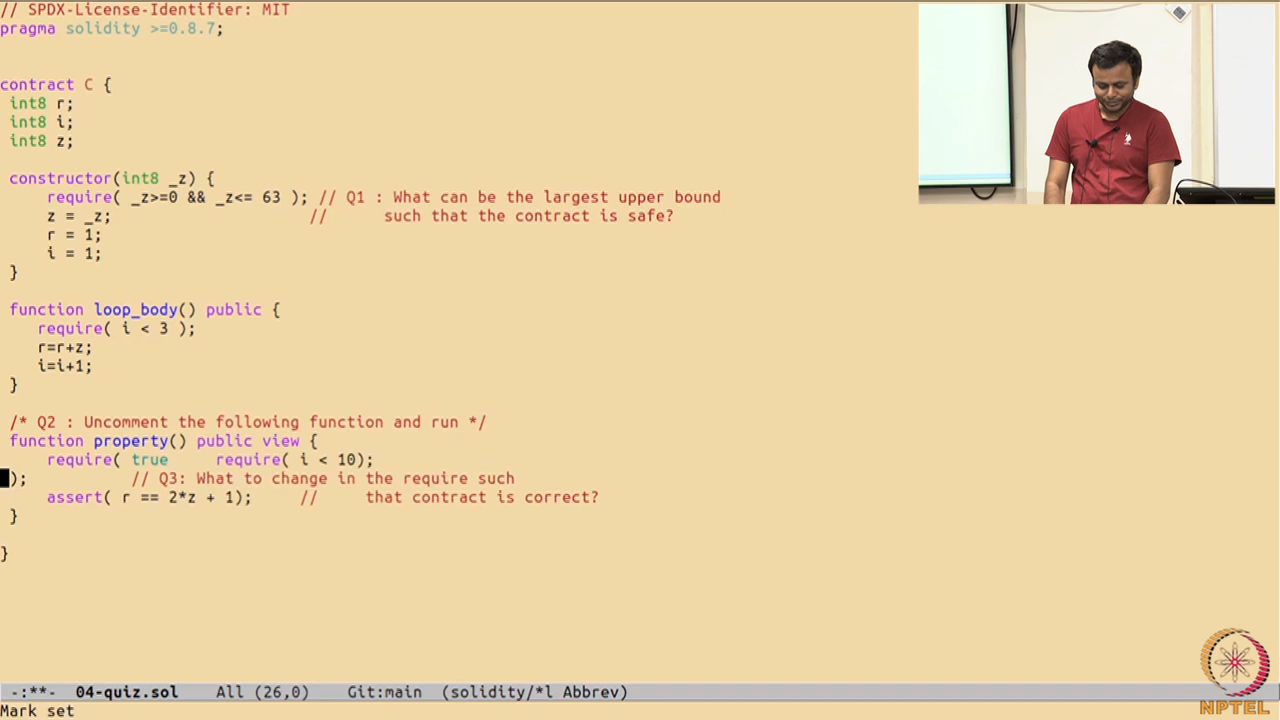 // SPDX-License-Identifier: MIT
pragma solidity >=0.8.7;
contract C {
int8 r;
int8 i;
int8 z;
constructor(int8 _z) {
require( _z>=0 && _z<= 63 ); // Q1 : What can be the largest upper bound
z = _z; // such that the contract is safe?
r = 1;
i = 1;
}
function loop_body() public {
require( i < 3 );
r=r+z;
i=i+1;
}
/* Q2 : Uncomment the following function and run */
function property() public view {
require( true require( i < 10);
); // Q3: What to change in the require such
assert( r == 2*z + 1); // that contract is correct?
}
}
-:**- 04-quiz.sol All (26,0) Git:main (solidity/*l Abbrev)
Mark set
NPTEL